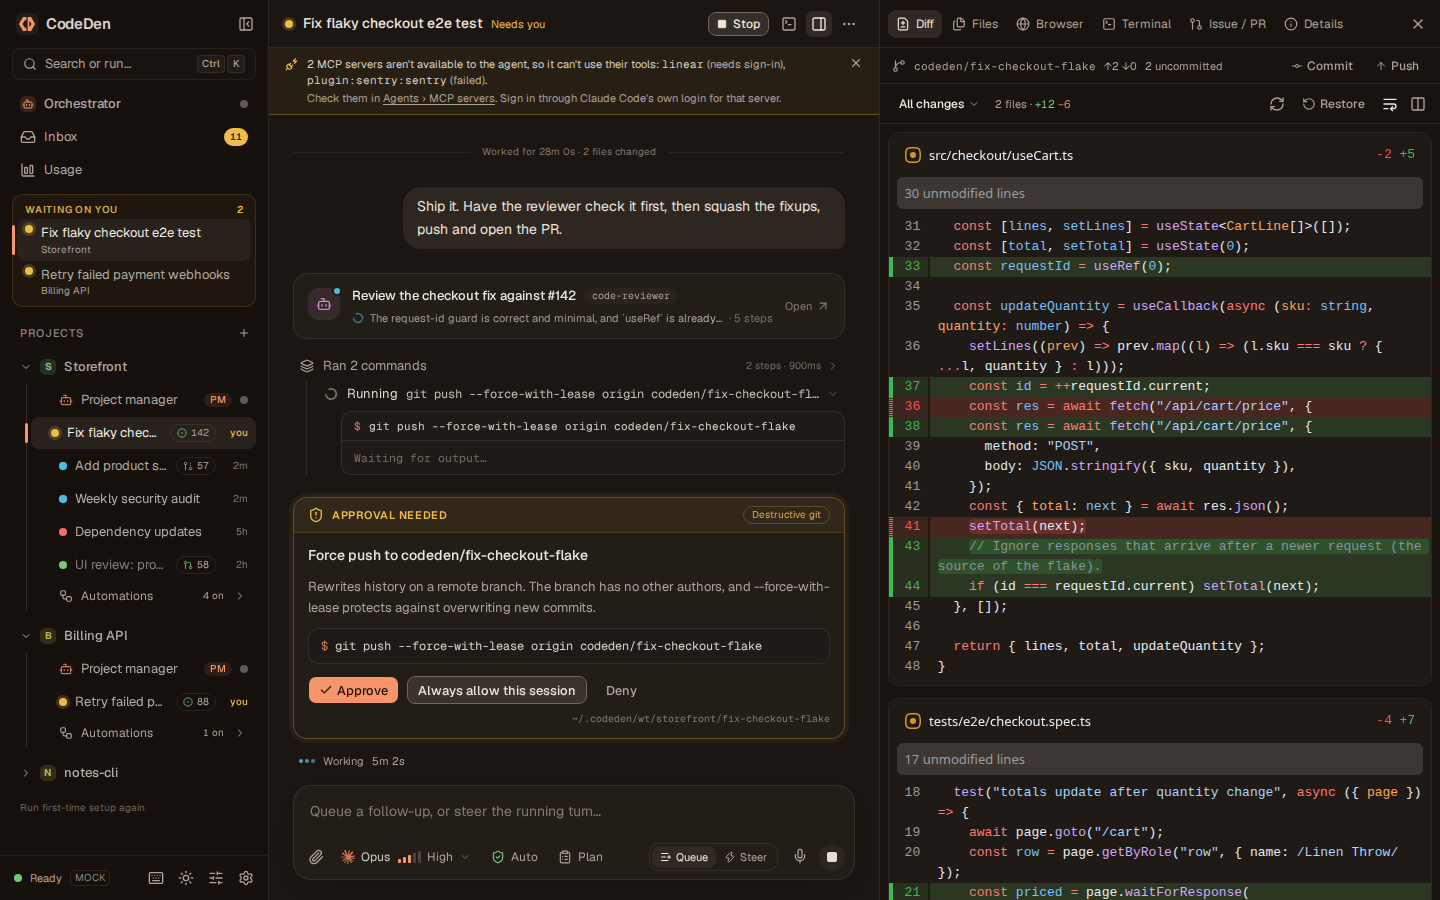 CodeDen
Search or run... Ctrl K
Orchestrator
Inbox 11
Usage
WAITING ON YOU 2
Fix flaky checkout e2e test
Storefront
Retry failed payment webhooks
Billing API
PROJECTS +
S Storefront
Project manager PM
Fix flaky chec... 142 you
Add product s... 57 2m
Weekly security audit 2m
Dependency updates 5h
UI review: pro... 58 2h
Automations 4 on
B Billing API
Project manager PM
Retry failed p... 88 you
Automations 1 on
N notes-cli
Run first-time setup again
Ready MOCK
Fix flaky checkout e2e test Needs you
Stop
2 MCP servers aren't available to the agent, so it can't use their tools: linear (needs sign-in),
plugin:sentry:sentry (failed).
Check them in Agents › MCP servers. Sign in through Claude Code's own login for that server.
Worked for 28m 0s · 2 files changed
Ship it. Have the reviewer check it first, then squash the fixups,
push and open the PR.
Review the checkout fix against #142 code-reviewer
The request-id guard is correct and minimal, and `useRef` is already... · 5 steps
Open
Ran 2 commands 2 steps · 900ms
Running git push --force-with-lease origin codeden/fix-checkout-fl...
$ git push --force-with-lease origin codeden/fix-checkout-flake
Waiting for output...
APPROVAL NEEDED Destructive git
Force push to codeden/fix-checkout-flake
Rewrites history on a remote branch. The branch has no other authors, and --force-with-
lease protects against overwriting new commits.
$ git push --force-with-lease origin codeden/fix-checkout-flake
Approve Always allow this session Deny
~/.codeden/wt/storefront/fix-checkout-flake
Working 5m 2s
Queue a follow-up, or steer the running turn...
Opus High Auto Plan Queue Steer
Diff Files Browser Terminal Issue / PR Details
codeden/fix-checkout-flake ↑2 ↓0 2 uncommitted Commit Push
All changes 2 files · +12 −6 Restore
src/checkout/useCart.ts -2 +5
30 unmodified lines
31 const [lines, setLines] = useState<CartLine[]>([]);
32 const [total, setTotal] = useState(0);
33 const requestId = useRef(0);
34
35 const updateQuantity = useCallback(async (sku: string,
quantity: number) => {
36 setLines((prev) => prev.map((l) => (l.sku === sku ? {
...l, quantity } : l)));
37 const id = ++requestId.current;
36 const res = await fetch("/api/cart/price", {
38 const res = await fetch("/api/cart/price", {
39 method: "POST",
40 body: JSON.stringify({ sku, quantity }),
41 });
42 const { total: next } = await res.json();
41 setTotal(next);
43 // Ignore responses that arrive after a newer request (the
source of the flake).
44 if (id === requestId.current) setTotal(next);
45 }, []);
46
47 return { lines, total, updateQuantity };
48 }
tests/e2e/checkout.spec.ts -4 +7
17 unmodified lines
18 test("totals update after quantity change", async ({ page })
=> {
19 await page.goto("/cart");
20 const row = page.getByRole("row", { name: /Linen Throw/
});
21 const priced = page.waitForResponse(